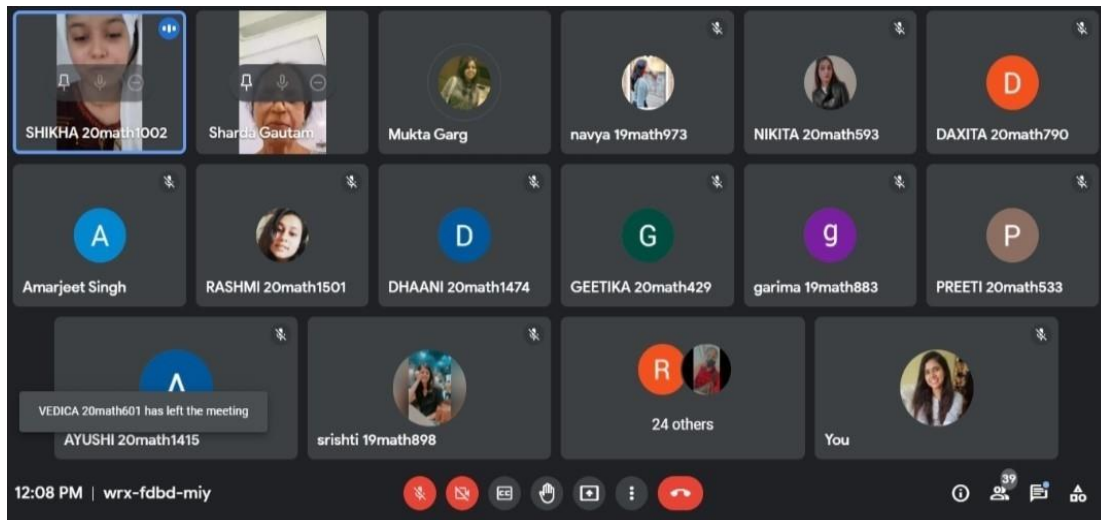 SHIKHA 20math1002
Sharda Gautam
Mukta Garg
navya 19math973
NIKITA 20math593
D
DAXITA 20math790
A
Amarjeet Singh
RASHMI 20math1501
D
DHAANI 20math1474
G
GEETIKA 20math429
g
garima 19math883
P
PREETI 20math533
A
VEDICA 20math601 has left the meeting
AYUSHI 20math1415
srishti 19math898
R
24 others
You
12:08 PM | wrx-fdbd-miy
CC
39